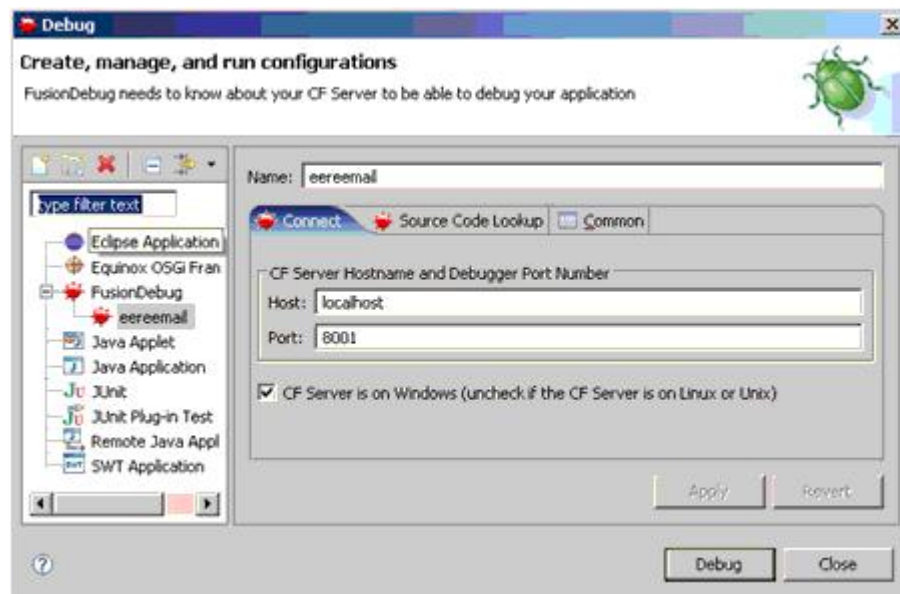 Debug
Create, manage, and run configurations
FusionDebug needs to know about your CF Server to be able to debug your application
type filter text
Eclipse Application
Equinox OSGi Fran
FusionDebug
eereemail
Java Applet
Java Application
JUnit
JUnit Plug-in Test
Remote Java Appl
SWT Application
Name: eereemail
Connect Source Code Lookup Common
CF Server Hostname and Debugger Port Number
Host: localhost
Port: 8001
CF Server is on Windows (uncheck if the CF Server is on Linux or Unix)
Apply Revert
Debug Close